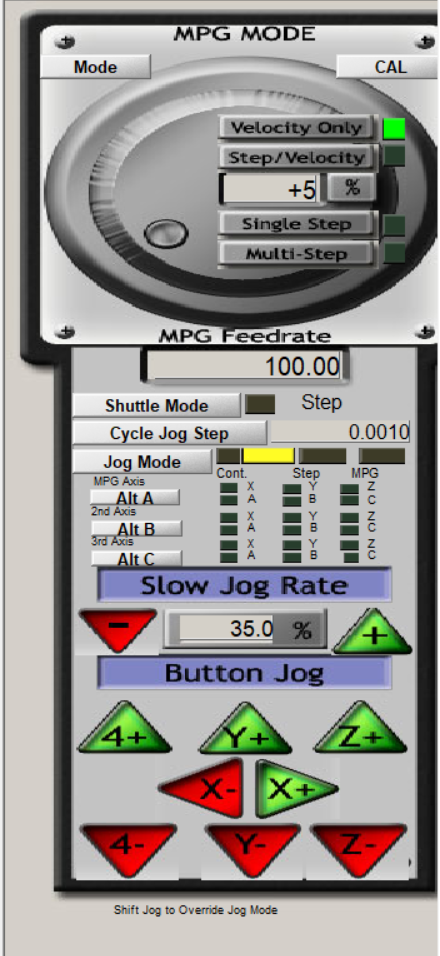 MPG MODE
Mode CAL
Velocity Only
Step/Velocity
+5 %
Single Step
Multi-Step
MPG Feedrate
100.00
Shuttle Mode Step
Cycle Jog Step 0.0010
Jog Mode
Cont. Step MPG
MPG Axis
X Y Z
Alt A A B C
2nd Axis
X Y Z
Alt B A B C
3rd Axis
X Y Z
Alt C A B C
Slow Jog Rate
- 35.0 % +
Button Jog
4+ Y+ Z+
X- X+
4- Y- Z-
Shift Jog to Override Jog Mode